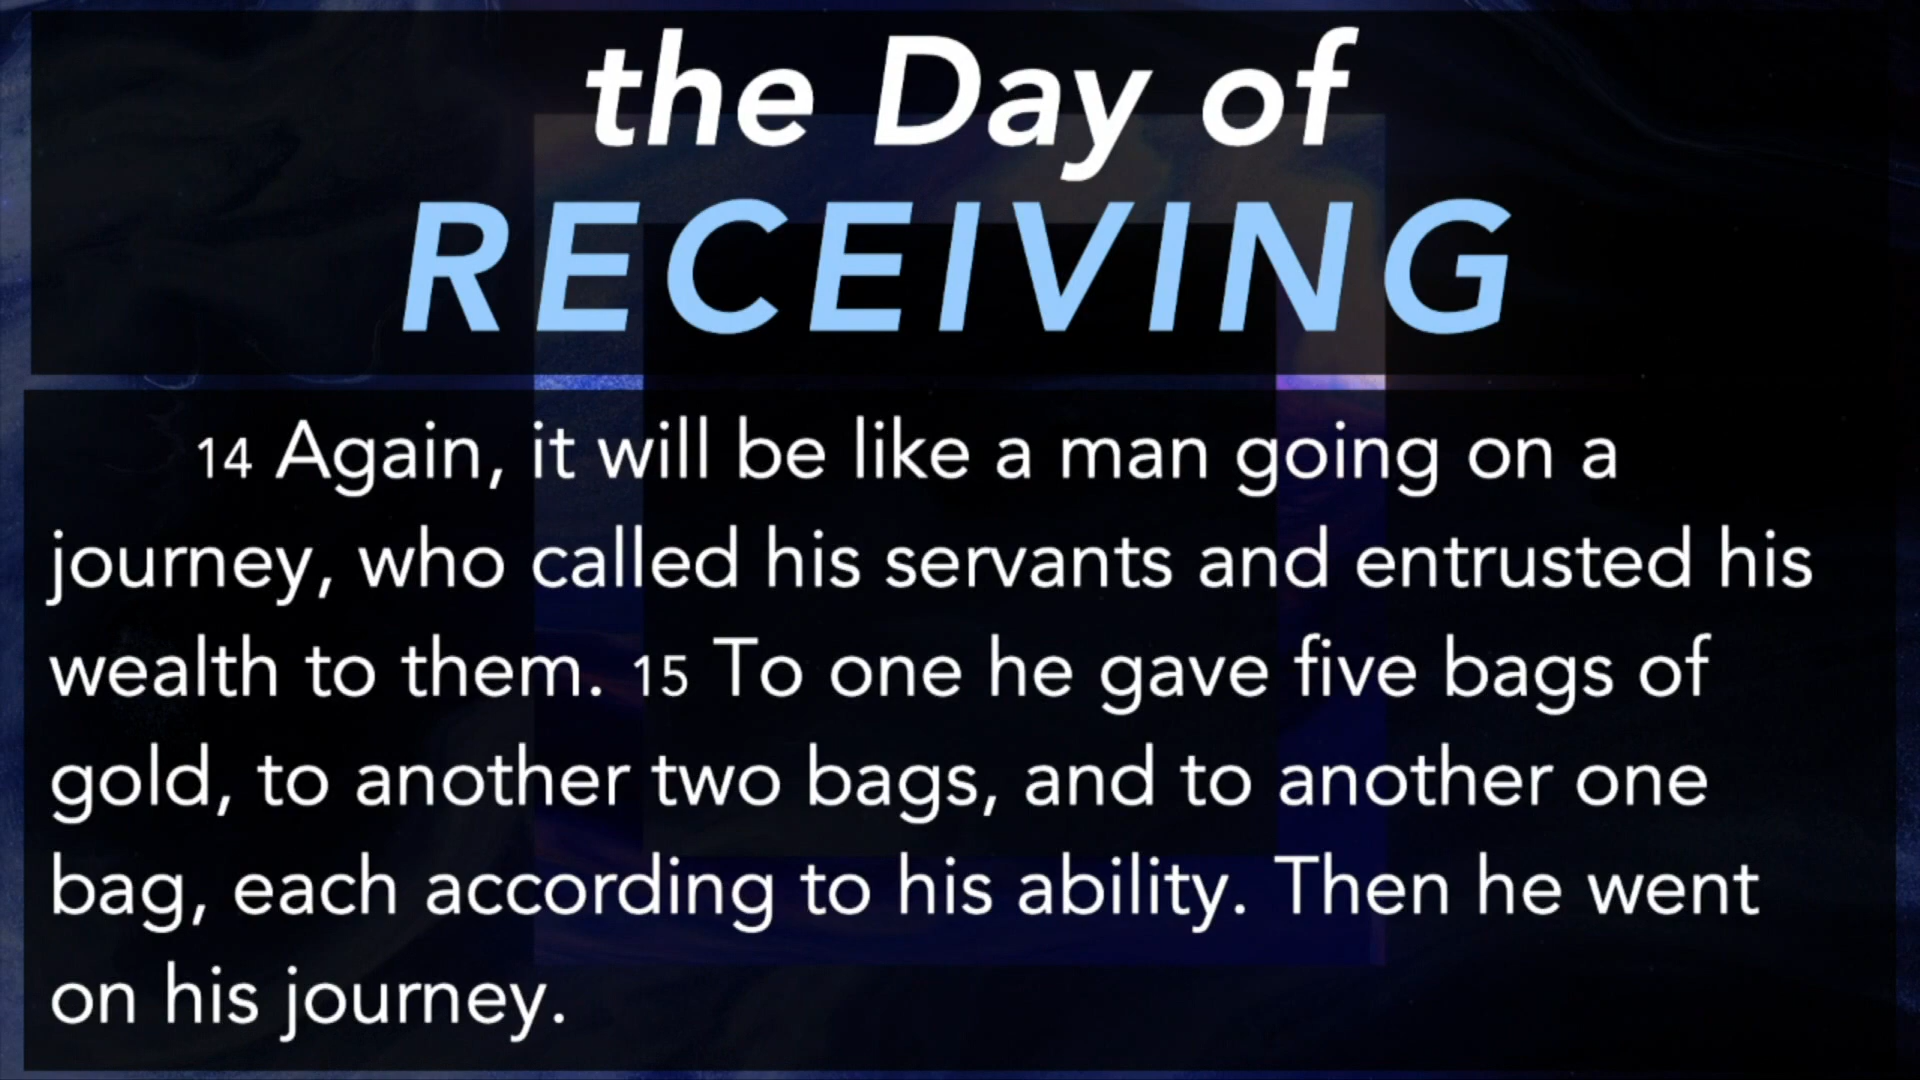 the Day of
RECEIVING
14 Again, it will be like a man going on a
journey, who called his servants and entrusted his
wealth to them. 15 To one he gave five bags of
gold, to another two bags, and to another one
bag, each according to his ability. Then he went
on his journey.